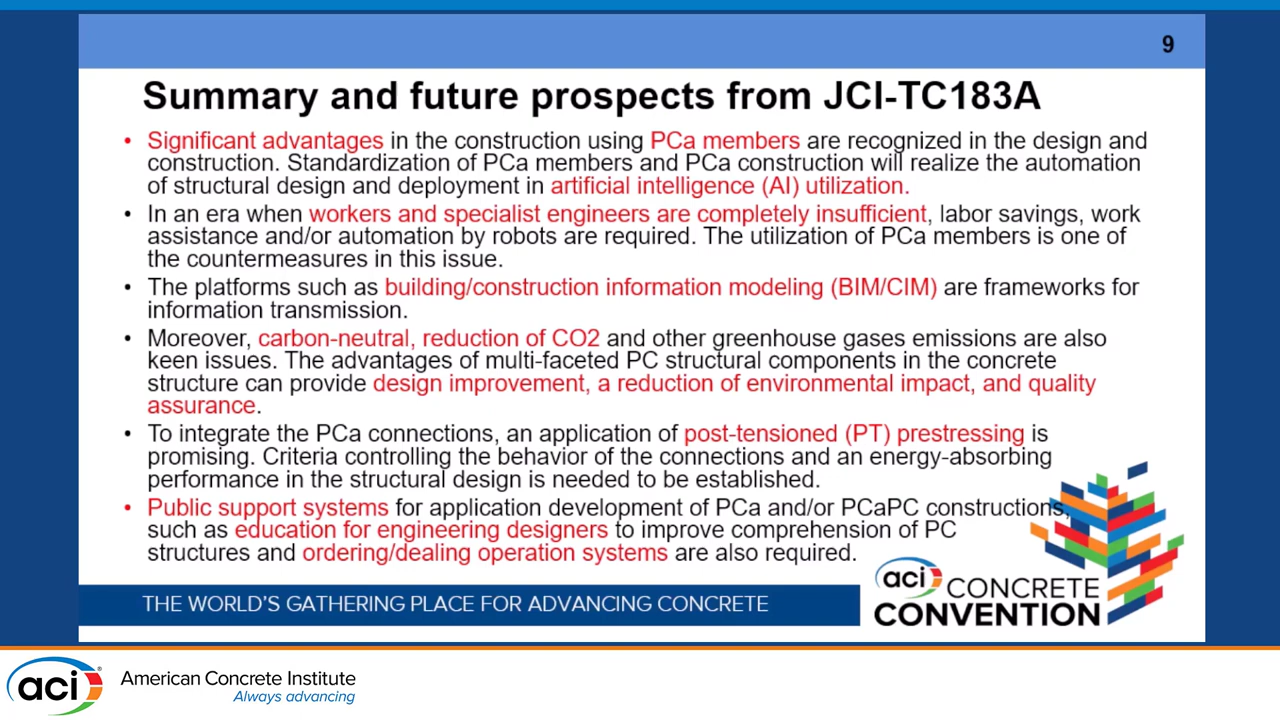 9
Summary and future prospects from JCI-TC183A
• Significant advantages in the construction using PCa members are recognized in the design and
construction. Standardization of PCa members and PCa construction will realize the automation
of structural design and deployment in artificial intelligence (AI) utilization.
• In an era when workers and specialist engineers are completely insufficient, labor savings, work
assistance and/or automation by robots are required. The utilization of PCa members is one of
the countermeasures in this issue.
• The platforms such as building/construction information modeling (BIM/CIM) are frameworks for
information transmission.
• Moreover, carbon-neutral, reduction of CO2 and other greenhouse gases emissions are also
keen issues. The advantages of multi-faceted PC structural components in the concrete
structure can provide design improvement, a reduction of environmental impact, and quality
assurance.
• To integrate the PCa connections, an application of post-tensioned (PT) prestressing is
promising. Criteria controlling the behavior of the connections and an energy-absorbing
performance in the structural design is needed to be established.
• Public support systems for application development of PCa and/or PCaPC constructions,
such as education for engineering designers to improve comprehension of PC
structures and ordering/dealing operation systems are also required.
THE WORLD'S GATHERING PLACE FOR ADVANCING CONCRETE
aci CONCRETE
CONVENTION
aci®
American Concrete Institute
Always advancing